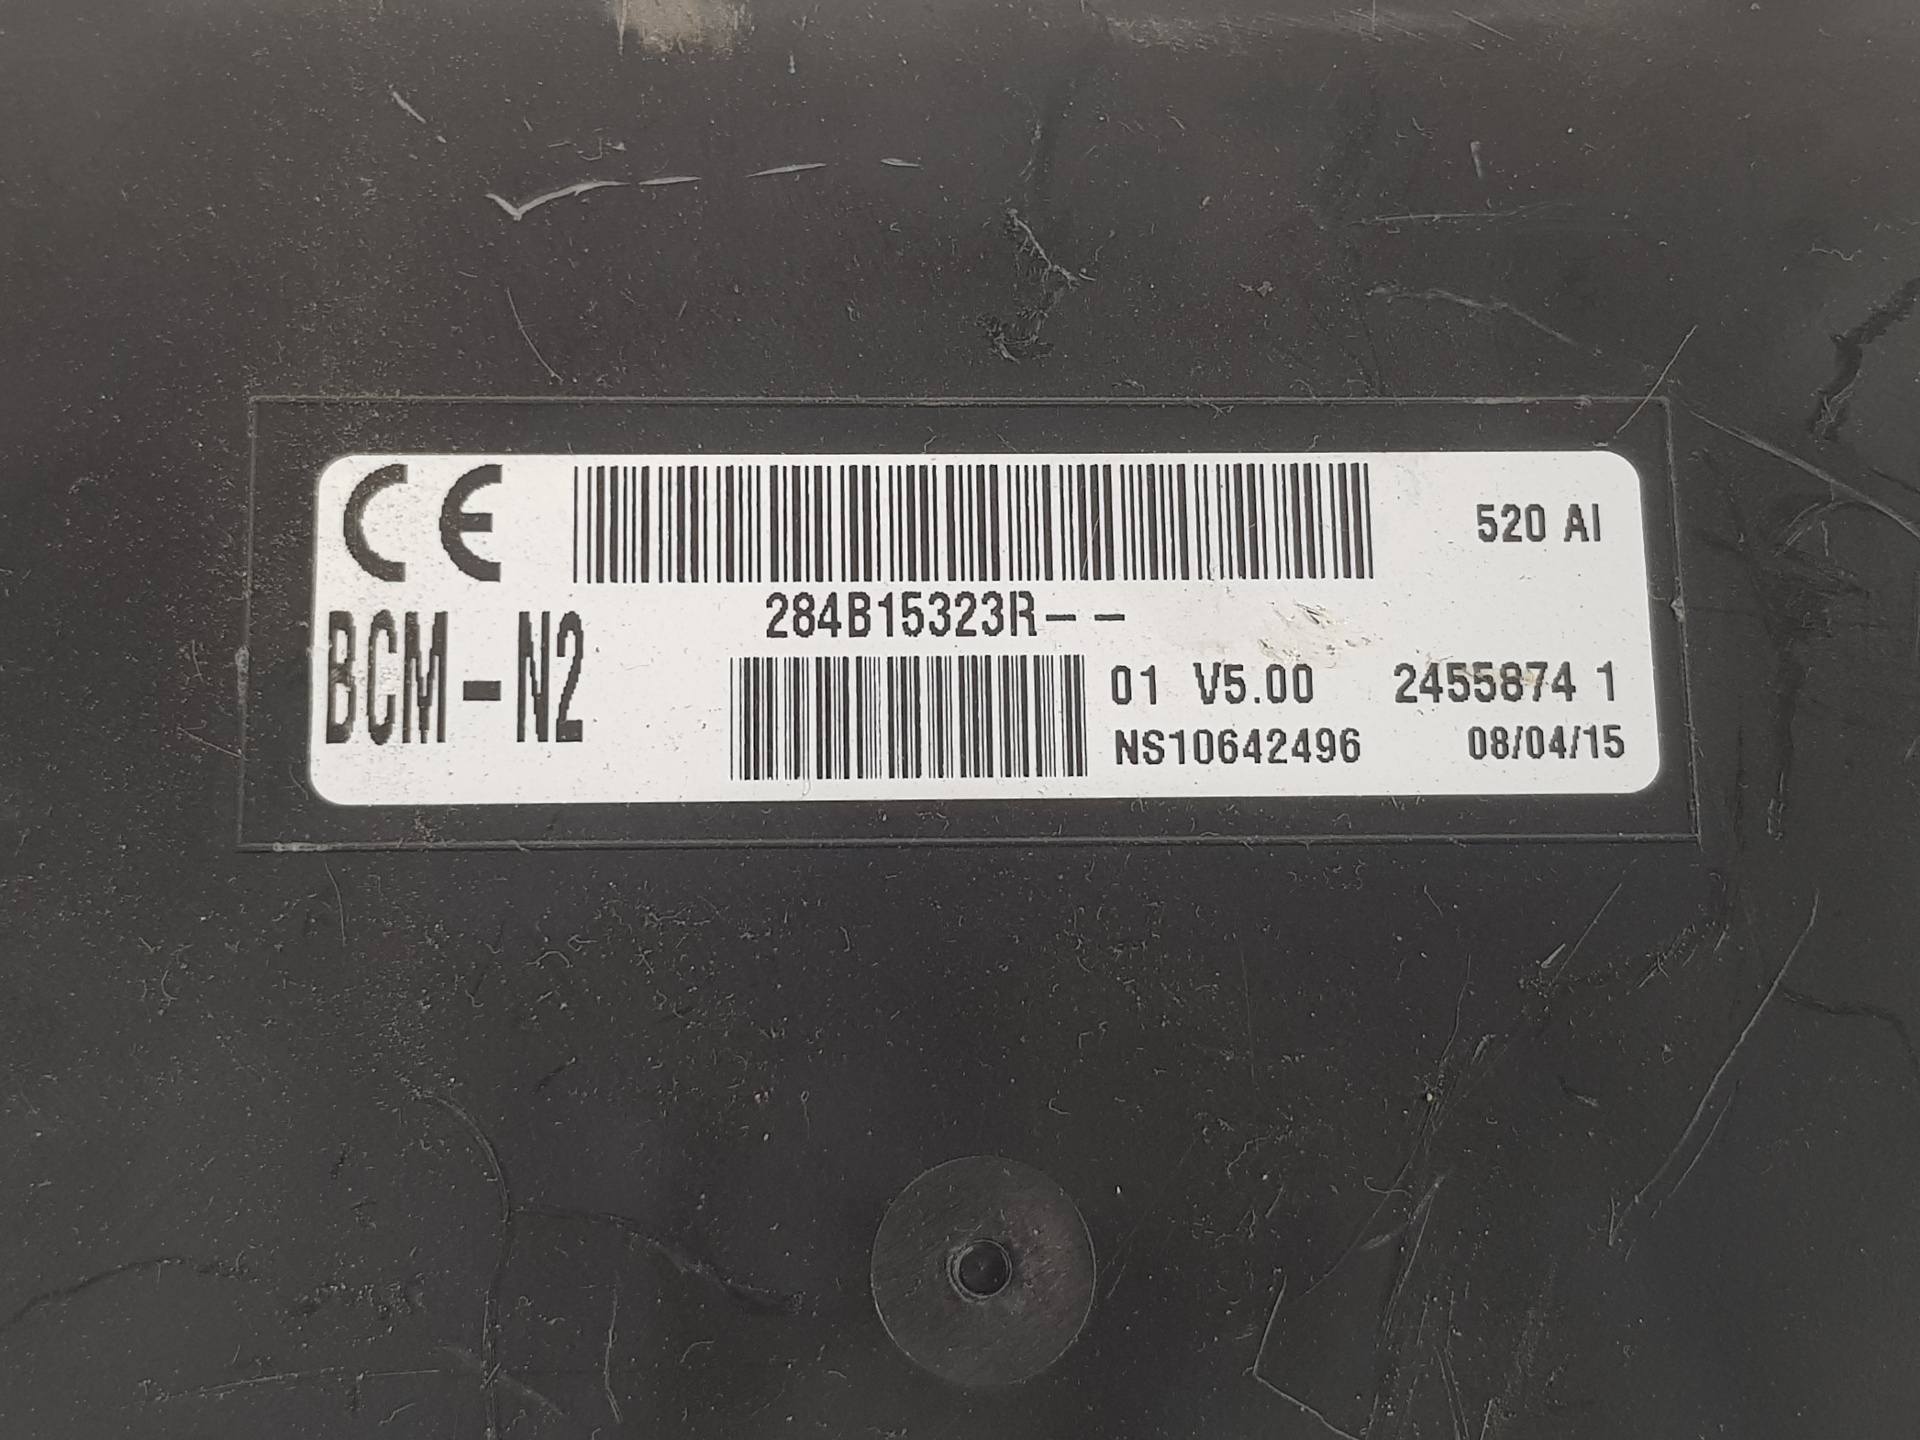 CE 520 AI
284B15323R--
BCM-N2
01 V5.00 2455874 1
NS10642496 08/04/15